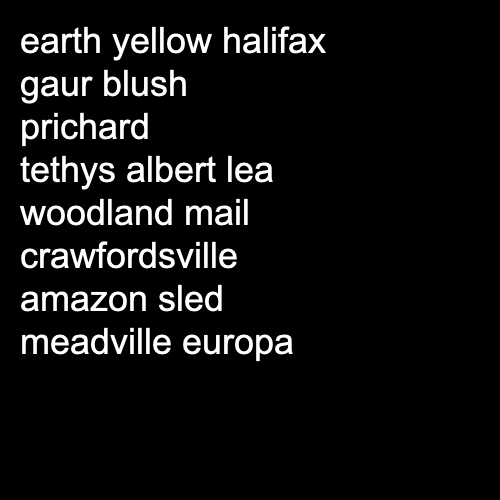 earth yellow halifax
gaur blush
prichard
tethys albert lea
woodland mail
crawfordsville
amazon sled
meadville europa